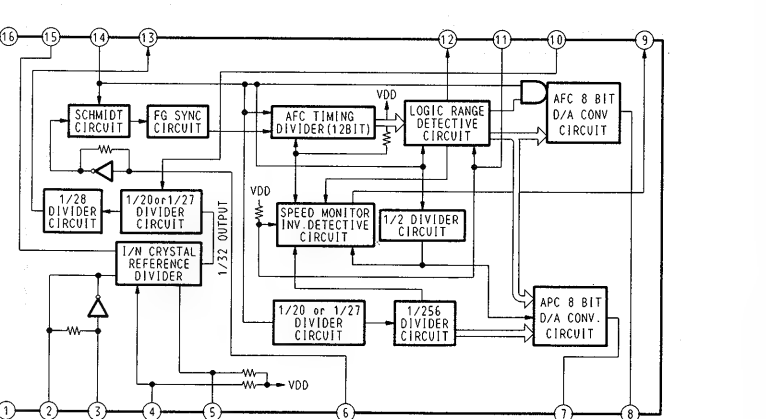 16 15 14 13 12 11 10 9
SCHMIDT
CIRCUIT
FG SYNC
CIRCUIT
AFC TIMING
DIVIDER (12BIT)
VDD
LOGIC RANGE
DETECTIVE
CIRCUIT
AFC 8 BIT
D/A CONV
CIRCUIT
1/28
DIVIDER
CIRCUIT
1/20or1/27
DIVIDER
CIRCUIT
1/32 OUTPUT
VDD
SPEED MONITOR
INV.DETECTIVE
CIRCUIT
1/2 DIVIDER
CIRCUIT
I/N CRYSTAL
REFERENCE
DIVIDER
1/20 or 1/27
DIVIDER
CIRCUIT
1/256
DIVIDER
CIRCUIT
APC 8 BIT
D/A CONV.
CIRCUIT
VDD
1 2 3 4 5 6 7 8